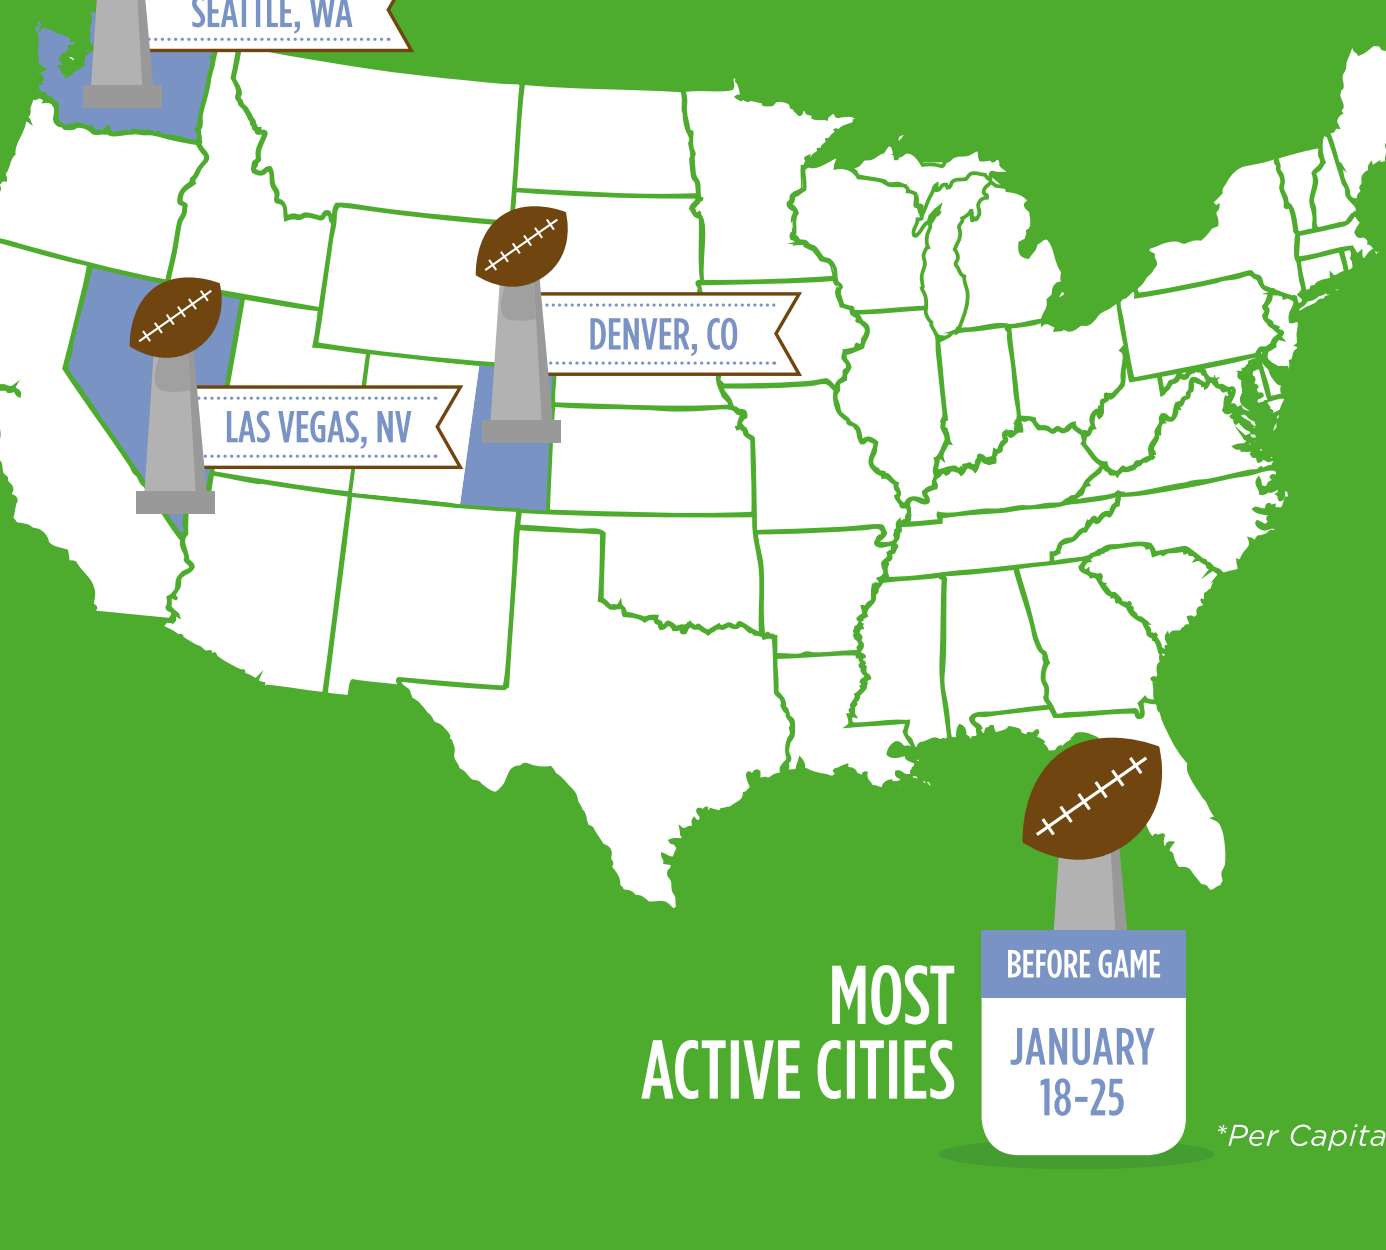 SEATTLE, WA
DENVER, CO
LAS VEGAS, NV
MOST
ACTIVE CITIES
BEFORE GAME
JANUARY
18-25
*Per Capita